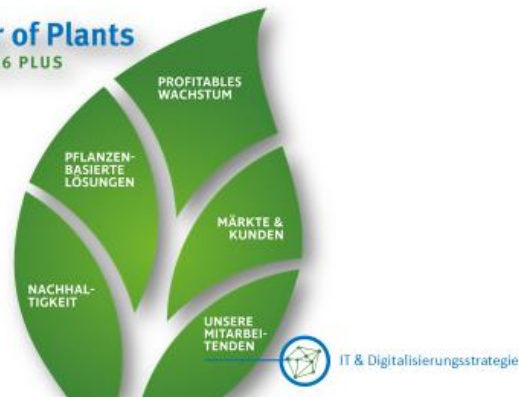 of Plants
6 PLUS
PROFITABLES
WACHSTUM
PFLANZEN-
BASIERTE
LÖSUNGEN
MÄRKTE &
KUNDEN
NACHHAL-
TIGKEIT
UNSERE
MITARBEI-
TENDEN
IT & Digitalisierungsstrategie